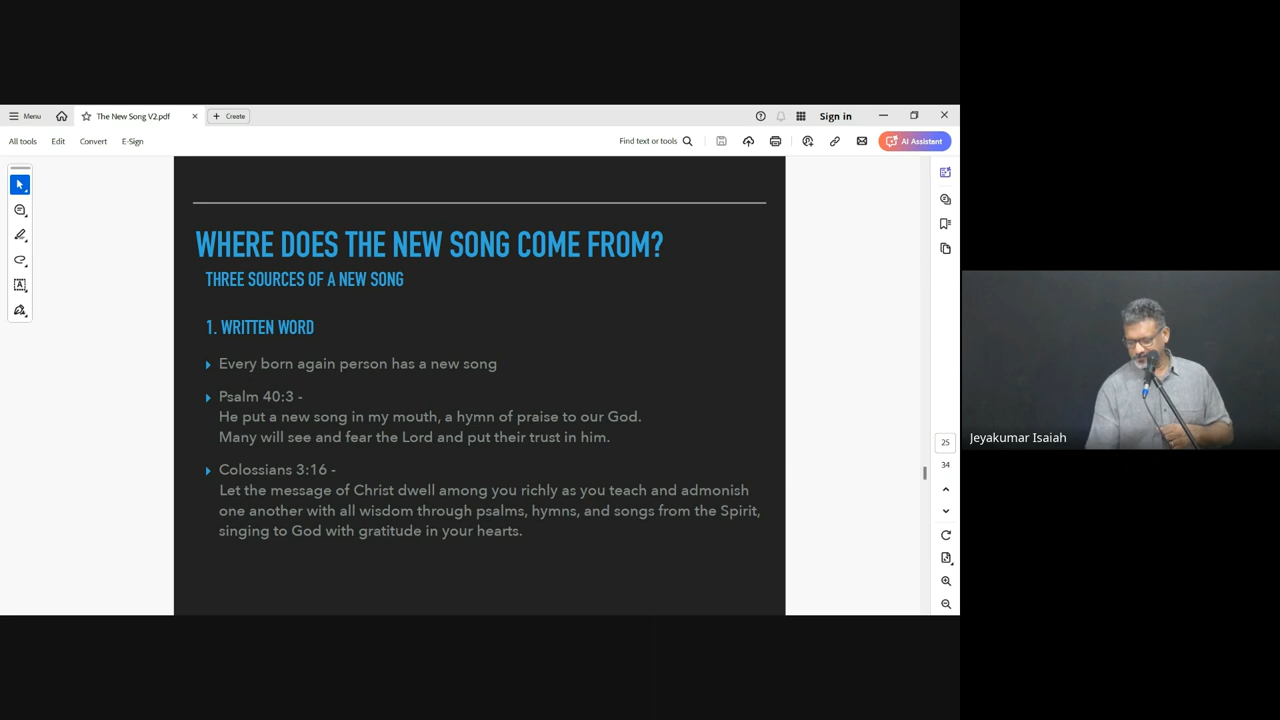 Menu
The New Song V2.pdf
Create
Sign in
All tools
Edit
Convert
E-Sign
Find text or tools
AI Assistant
WHERE DOES THE NEW SONG COME FROM?
THREE SOURCES OF A NEW SONG
1. WRITTEN WORD
Every born again person has a new song
Psalm 40:3 -
He put a new song in my mouth, a hymn of praise to our God.
Many will see and fear the Lord and put their trust in him.
Colossians 3:16 -
Let the message of Christ dwell among you richly as you teach and admonish
one another with all wisdom through psalms, hymns, and songs from the Spirit,
singing to God with gratitude in your hearts.
25
34
Jeyakumar Isaiah